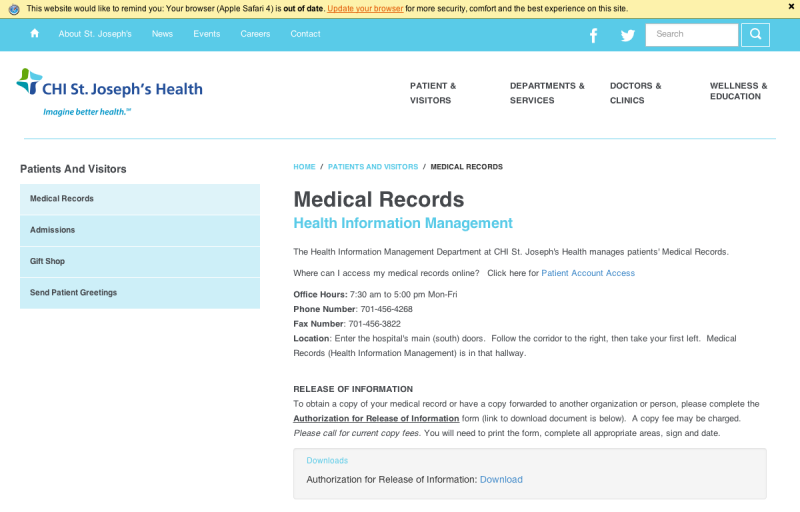 This website would like to remind you: Your browser (Apple Safari 4) is out of date. Update your browser for more security, comfort and the best experience on this site.
×
About St. Joseph's
News
Events
Careers
Contact
Search
CHI St. Joseph's Health
Imagine better health.℠
PATIENT &
VISITORS
DEPARTMENTS &
SERVICES
DOCTORS &
CLINICS
WELLNESS &
EDUCATION
Patients And Visitors
Medical Records
Admissions
Gift Shop
Send Patient Greetings
HOME / PATIENTS AND VISITORS / MEDICAL RECORDS
Medical Records
Health Information Management
The Health Information Management Department at CHI St. Joseph's Health manages patients' Medical Records.
Where can I access my medical records online? Click here for Patient Account Access
Office Hours: 7:30 am to 5:00 pm Mon-Fri
Phone Number: 701-456-4268
Fax Number: 701-456-3822
Location: Enter the hospital's main (south) doors. Follow the corridor to the right, then take your first left. Medical
Records (Health Information Management) is in that hallway.
RELEASE OF INFORMATION
To obtain a copy of your medical record or have a copy forwarded to another organization or person, please complete the
Authorization for Release of Information form (link to download document is below). A copy fee may be charged.
Please call for current copy fees. You will need to print the form, complete all appropriate areas, sign and date.
Downloads
Authorization for Release of Information: Download